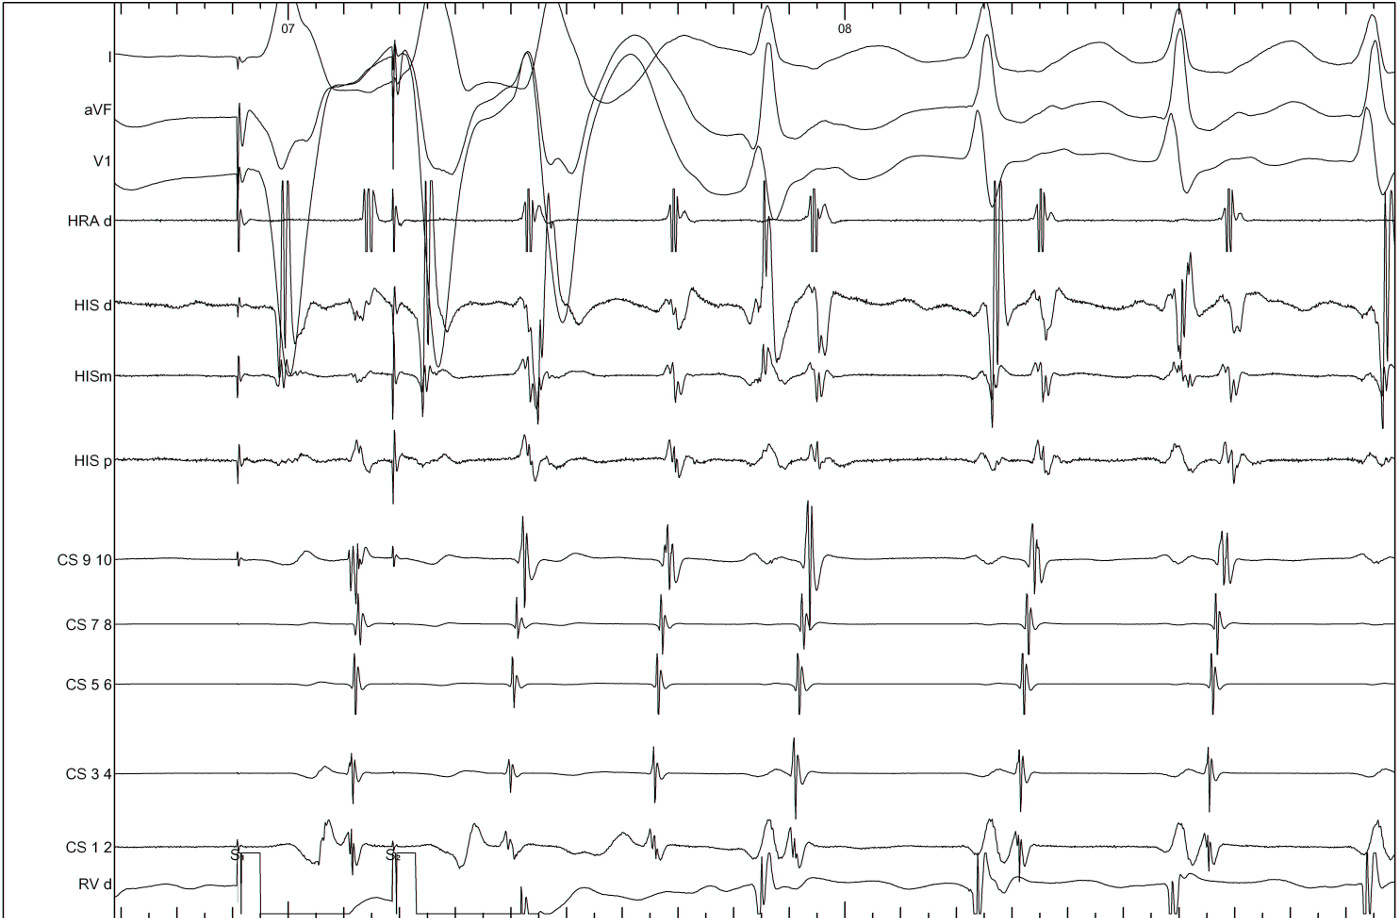 07 08
I
aVF
V1
HRA d
HIS d
HISm
HIS p
CS 9 10
CS 7 8
CS 5 6
CS 3 4
CS 1 2
S1 S2
RV d